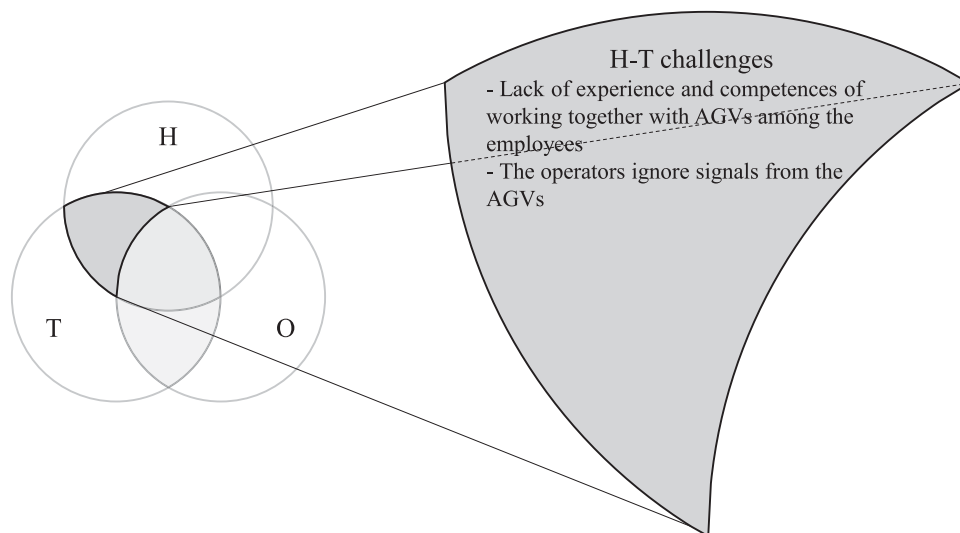 H
T
O
H-T challenges
- Lack of experience and competences of
working together with AGVs among the
employees
- The operators ignore signals from the
AGVs